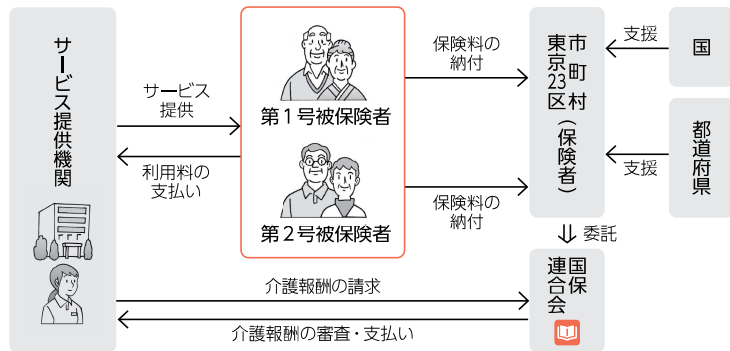 サービス提供機関
サービス
提供
利用料の
支払い
第1号被保険者
第2号被保険者
保険料の
納付
保険料の
納付
市町村
東京23区
（保険者）
支援
国
支援
都道府県
委託
国保
連合会
介護報酬の請求
介護報酬の審査・支払い